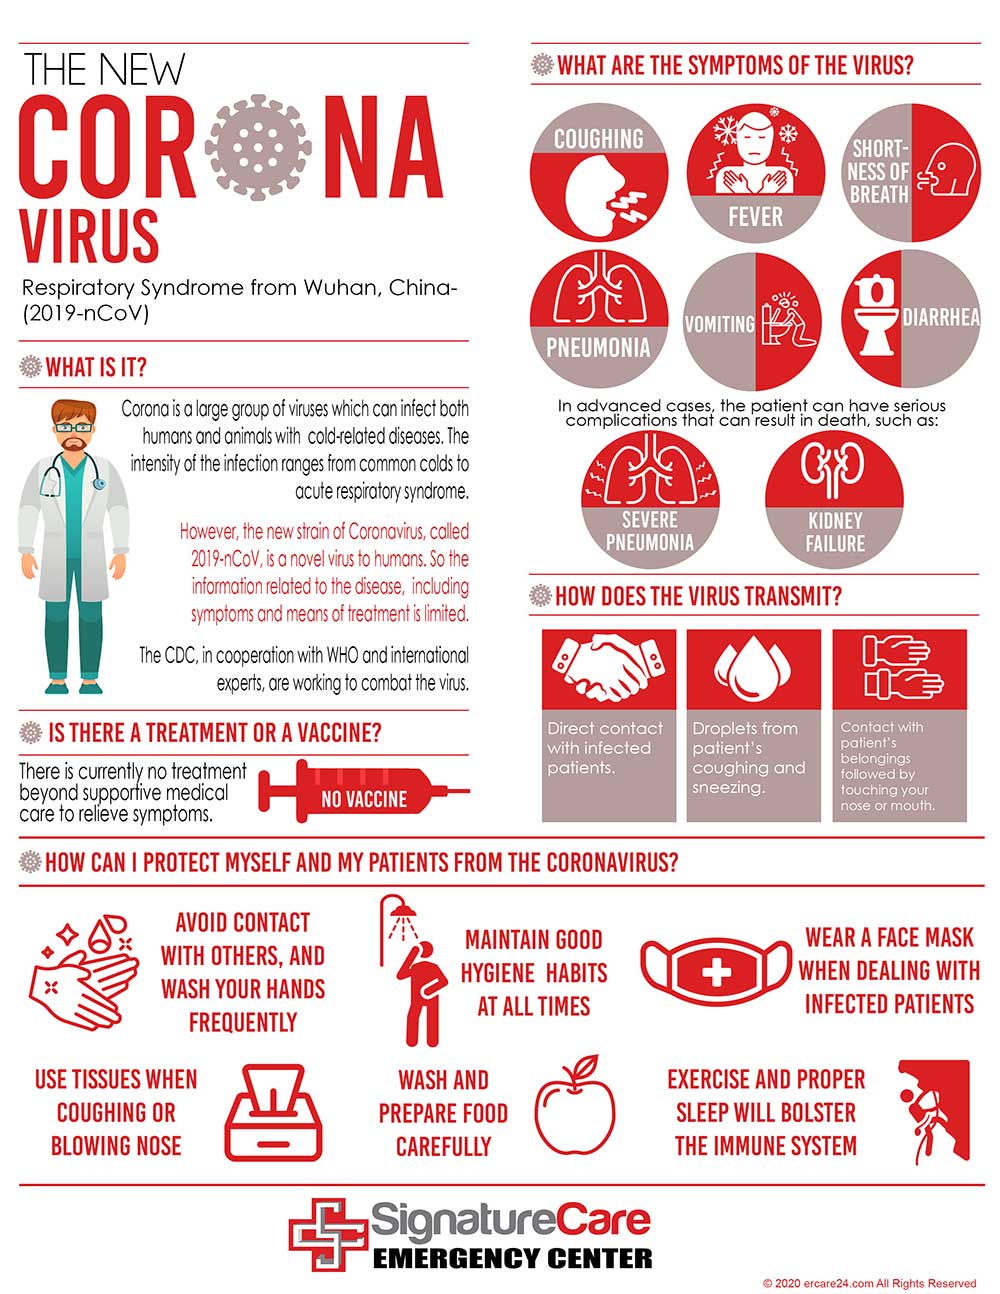 THE NEW
CORONA
VIRUS
Respiratory Syndrome from Wuhan, China-
(2019-nCoV)
WHAT IS IT?
Corona is a large group of viruses which can infect both
humans and animals with cold-related diseases. The
intensity of the infection ranges from common colds to
acute respiratory syndrome.
However, the new strain of Coronavirus, called
2019-nCoV, is a novel virus to humans. So the
information related to the disease, including
symptoms and means of treatment is limited.
The CDC, in cooperation with WHO and international
experts, are working to combat the virus.
IS THERE A TREATMENT OR A VACCINE?
There is currently no treatment
beyond supportive medical
care to relieve symptoms.
NO VACCINE
WHAT ARE THE SYMPTOMS OF THE VIRUS?
COUGHING
FEVER
SHORT-
NESS OF
BREATH
PNEUMONIA
VOMITING
DIARRHEA
In advanced cases, the patient can have serious
complications that can result in death, such as:
SEVERE
PNEUMONIA
KIDNEY
FAILURE
HOW DOES THE VIRUS TRANSMIT?
Direct contact
with infected
patients.
Droplets from
patient's
coughing and
sneezing.
Contact with
patient's
belongings
followed by
touching your
nose or mouth.
HOW CAN I PROTECT MYSELF AND MY PATIENTS FROM THE CORONAVIRUS?
AVOID CONTACT
WITH OTHERS, AND
WASH YOUR HANDS
FREQUENTLY
MAINTAIN GOOD
HYGIENE HABITS
AT ALL TIMES
WEAR A FACE MASK
WHEN DEALING WITH
INFECTED PATIENTS
USE TISSUES WHEN
COUGHING OR
BLOWING NOSE
WASH AND
PREPARE FOOD
CAREFULLY
EXERCISE AND PROPER
SLEEP WILL BOLSTER
THE IMMUNE SYSTEM
SignatureCare
EMERGENCY CENTER
© 2020 ercare24.com All Rights Reserved